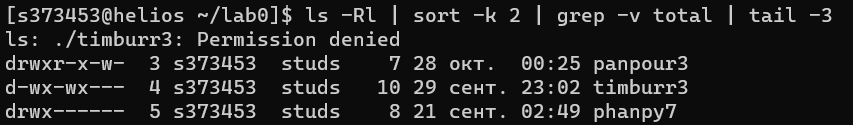 [s373453@helios ~/lab0]$ ls -Rl | sort -k 2 | grep -v total | tail -3
ls: ./timburr3: Permission denied
drwxr-x-w-  3 s373453  studs    7 28 окт.  00:25 panpour3
d-wx-wx---  4 s373453  studs   10 29 сент. 23:02 timburr3
drwx------  5 s373453  studs    8 21 сент. 02:49 phanpy7